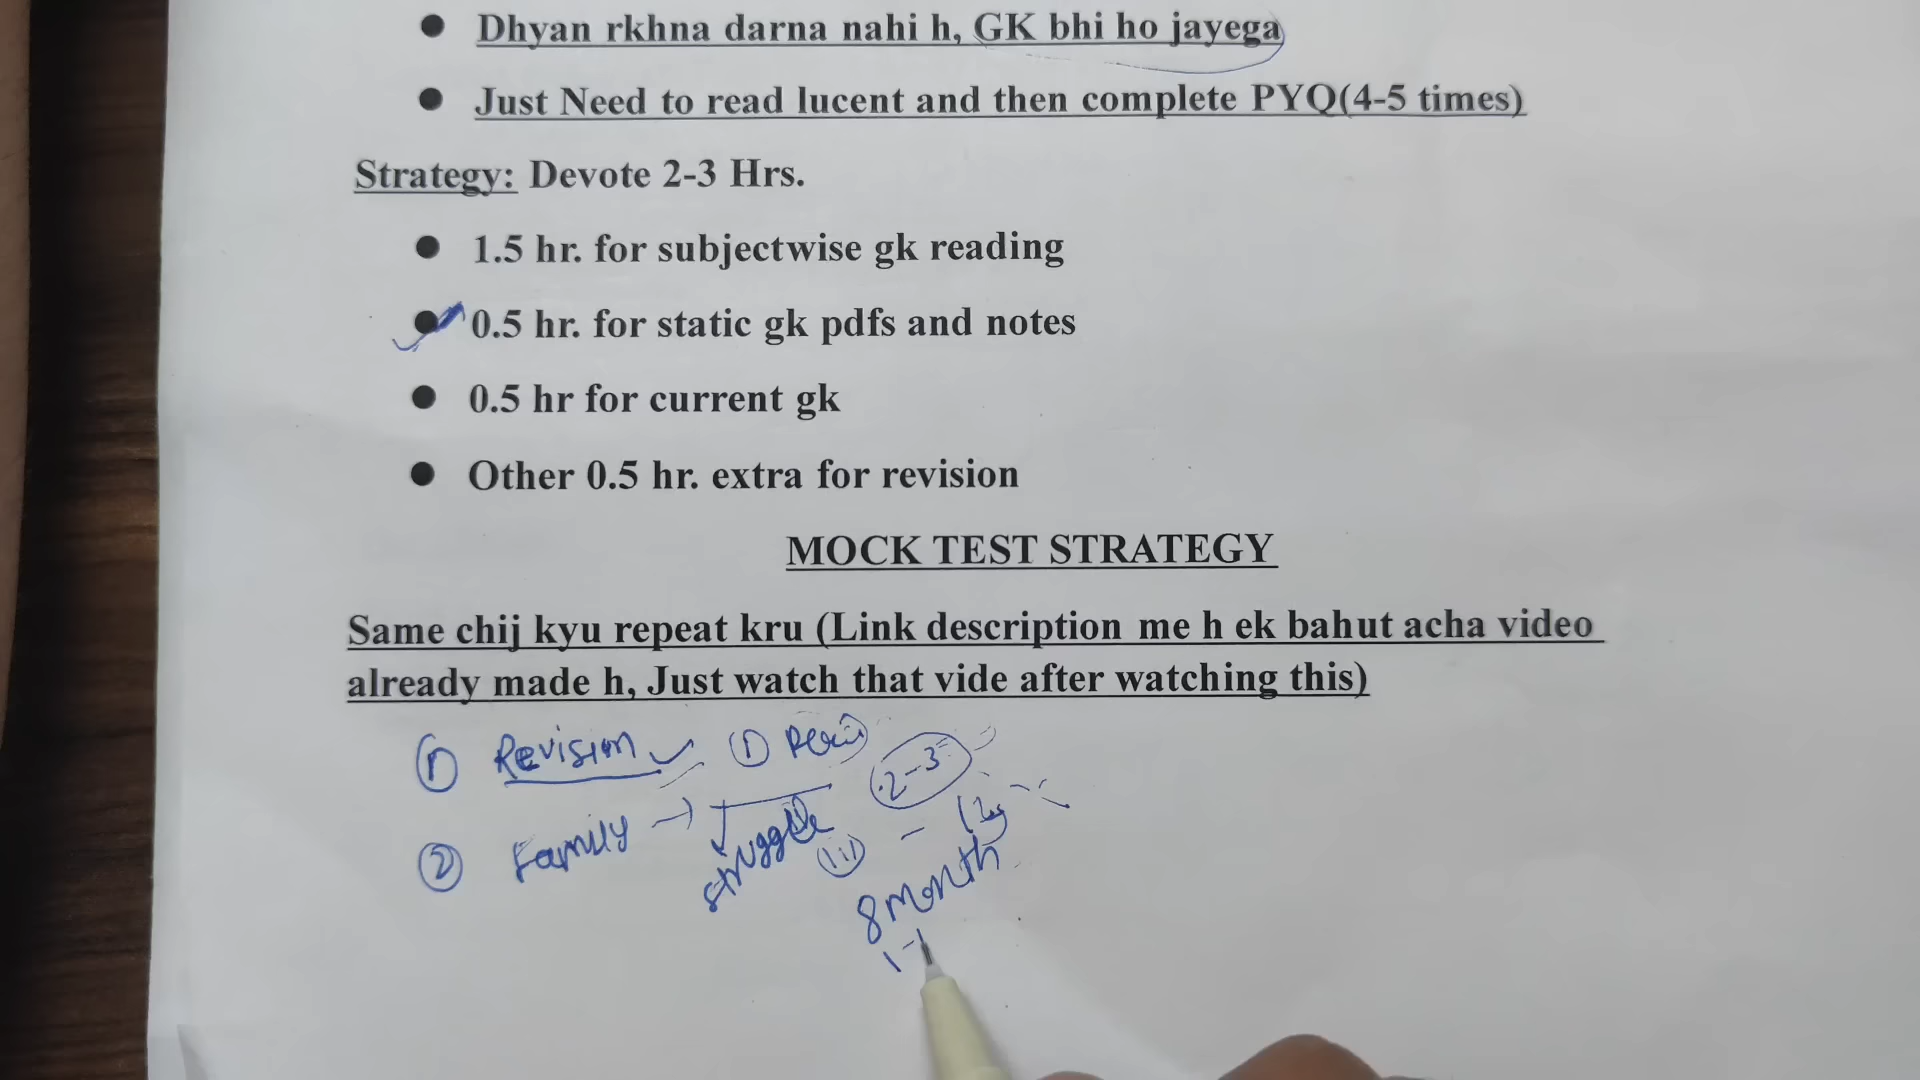 Dhyan rkhna darna nahi h, GK bhi ho jayega
Just Need to read lucent and then complete PYQ(4-5 times)
Strategy: Devote 2-3 Hrs.
1.5 hr. for subjectwise gk reading
0.5 hr. for static gk pdfs and notes
0.5 hr for current gk
Other 0.5 hr. extra for revision
MOCK TEST STRATEGY
Same chij kyu repeat kru (Link description me h ek bahut acha video
already made h, Just watch that vide after watching this)
① Revision ①
2-3
② Family → struggle
(iii) -
8 month